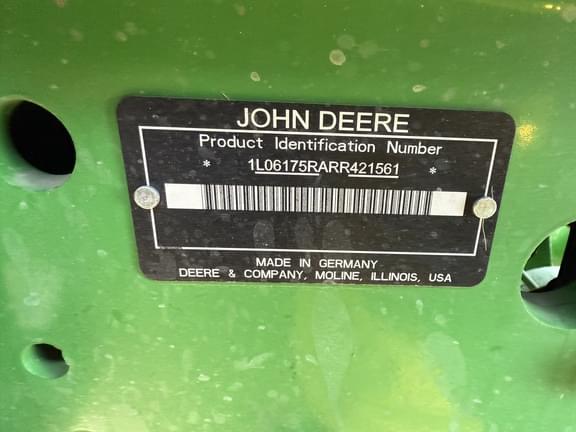 JOHN DEERE
Product Identification Number
* 1L06175RARR421561 *
MADE IN GERMANY
DEERE & COMPANY, MOLINE, ILLINOIS, USA